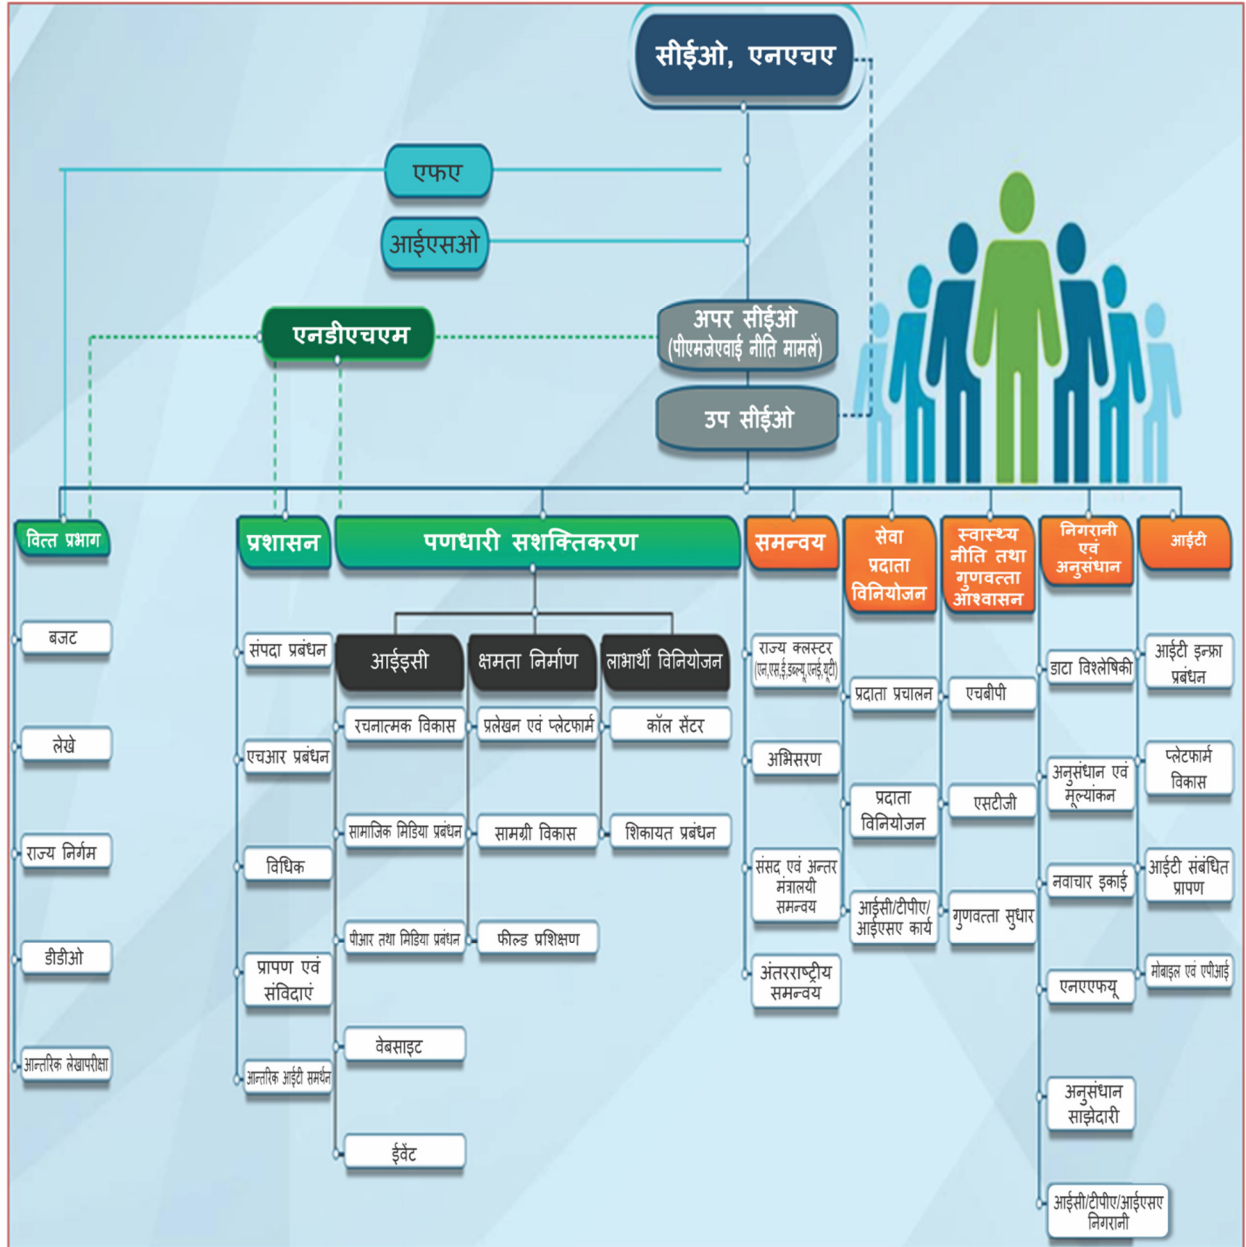 सीईओ, एनएचए
एफए
आईएसओ
एनडीएचएम
अपर सीईओ
(पीएमजेएवाई नीति मामलें)
उप सीईओ
वित्त प्रभाग
बजट
लेखे
राज्य निर्गम
डीडीओ
आन्तरिक लेखापरीक्षा
प्रशासन
संपदा प्रबंधन
एचआर प्रबंधन
विधिक
प्रापण एवं
संविदाएं
आन्तरिक आईटी समर्थन
पणधारी सशक्तिकरण
आईइसी
रचनात्मक विकास
सामाजिक मिडिया प्रबंधन
पीआर तथा मिडिया प्रबंधन
वेबसाइट
ईवेंट
क्षमता निर्माण
प्रलेखन एवं प्लेटफार्म
सामग्री विकास
फील्ड प्रशिक्षण
लाभार्थी विनियोजन
कॉल सेंटर
शिकायत प्रबंधन
समन्वय
राज्य क्लस्टर
(एन,एस,ई,डब्ल्यू,एनई,यूटी)
अभिसरण
संसद एवं अन्तर
मंत्रालयी
समन्वय
अंतरराष्ट्रीय
समन्वय
सेवा
प्रदाता
विनियोजन
प्रदाता प्रचालन
प्रदाता
विनियोजन
आईसी/टीपीए/
आईएसए कार्य
स्वास्थ्य
नीति तथा
गुणवत्ता
आश्वासन
एचबीपी
एसटीजी
गुणवत्ता सुधार
निगरानी
एवं
अनुसंधान
डाटा विश्लेषिकी
अनुसंधान एवं
मूल्यांकन
नवाचार इकाई
एनएएफयू
अनुसंधान
साझेदारी
आईसी/टीपीए/आईएसए
निगरानी
आईटी
आईटी इन्फ्रा
प्रबंधन
प्लेटफार्म
विकास
आईटी संबंधित
प्रापण
मोबाइल एवं एपीआई